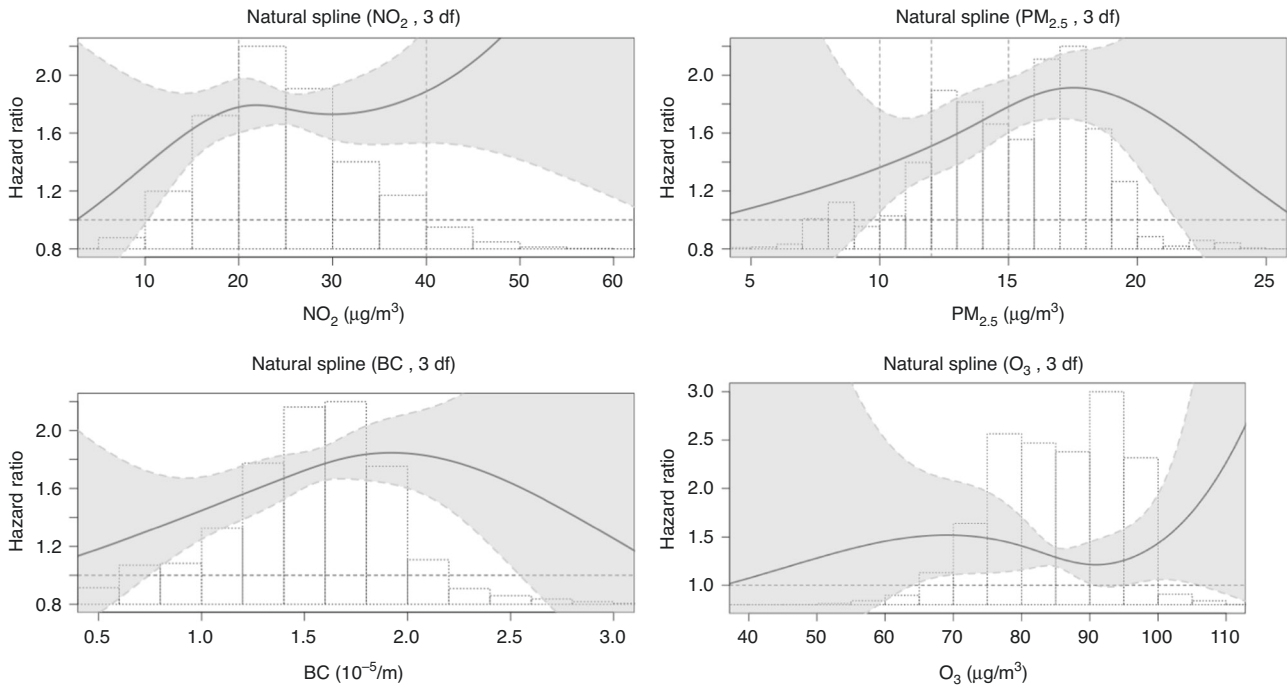 Natural spline (NO₂ , 3 df)
Hazard ratio
2.0
1.6
1.2
0.8
10 20 30 40 50 60
NO₂ (μg/m³)
Natural spline (PM₂.₅ , 3 df)
Hazard ratio
2.0
1.6
1.2
0.8
5 10 15 20 25
PM₂.₅ (μg/m³)
Natural spline (BC , 3 df)
Hazard ratio
2.0
1.6
1.2
0.8
0.5 1.0 1.5 2.0 2.5 3.0
BC (10⁻⁵/m)
Natural spline (O₃ , 3 df)
Hazard ratio
3.0
2.5
2.0
1.5
1.0
40 50 60 70 80 90 100 110
O₃ (μg/m³)